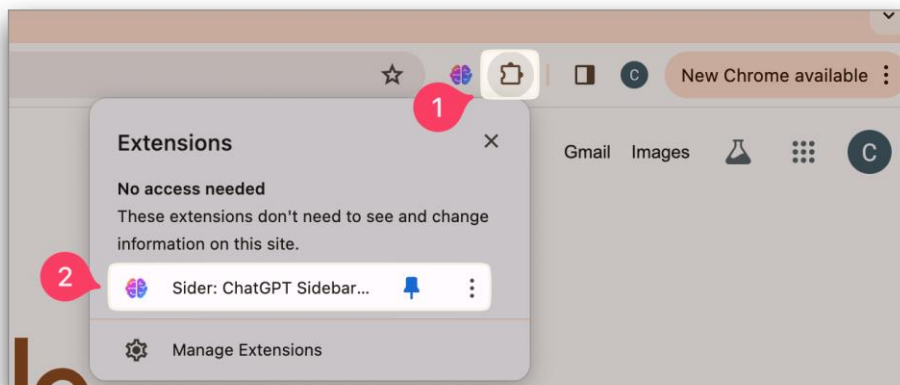 New Chrome available
1
Extensions
Gmail Images
C
C
No access needed
These extensions don't need to see and change
information on this site.
2
Sider: ChatGPT Sidebar...
Manage Extensions
le